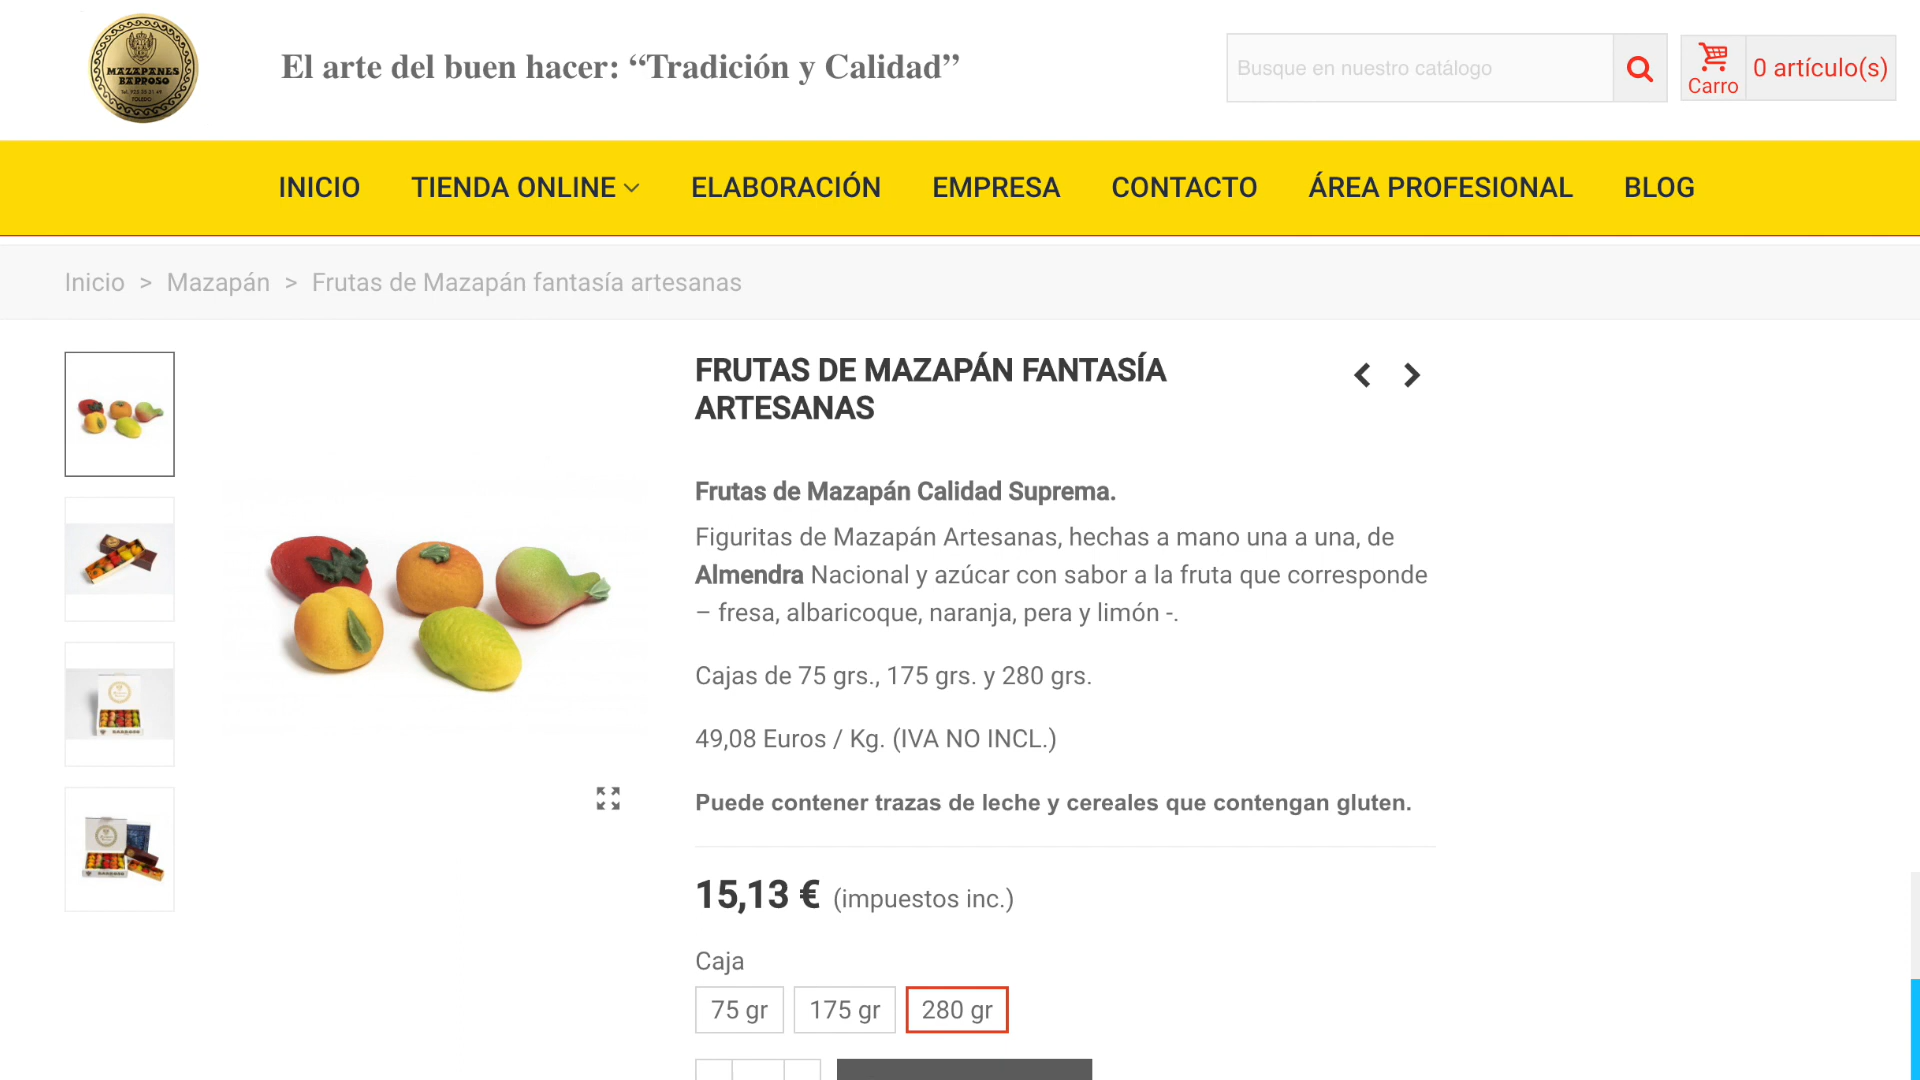 MAZAPANES
BARROSO
TOLEDO
El arte del buen hacer: “Tradición y Calidad”
Busque en nuestro catálogo
Carro
0 artículo(s)
INICIO
TIENDA ONLINE
ELABORACIÓN
EMPRESA
CONTACTO
ÁREA PROFESIONAL
BLOG
Inicio > Mazapán > Frutas de Mazapán fantasía artesanas
FRUTAS DE MAZAPÁN FANTASÍA
ARTESANAS
Frutas de Mazapán Calidad Suprema.
Figuritas de Mazapán Artesanas, hechas a mano una a una, de
Almendra Nacional y azúcar con sabor a la fruta que corresponde
– fresa, albaricoque, naranja, pera y limón -.
Cajas de 75 grs., 175 grs. y 280 grs.
49,08 Euros / Kg. (IVA NO INCL.)
Puede contener trazas de leche y cereales que contengan gluten.
15,13 € (impuestos inc.)
Caja
75 gr
175 gr
280 gr